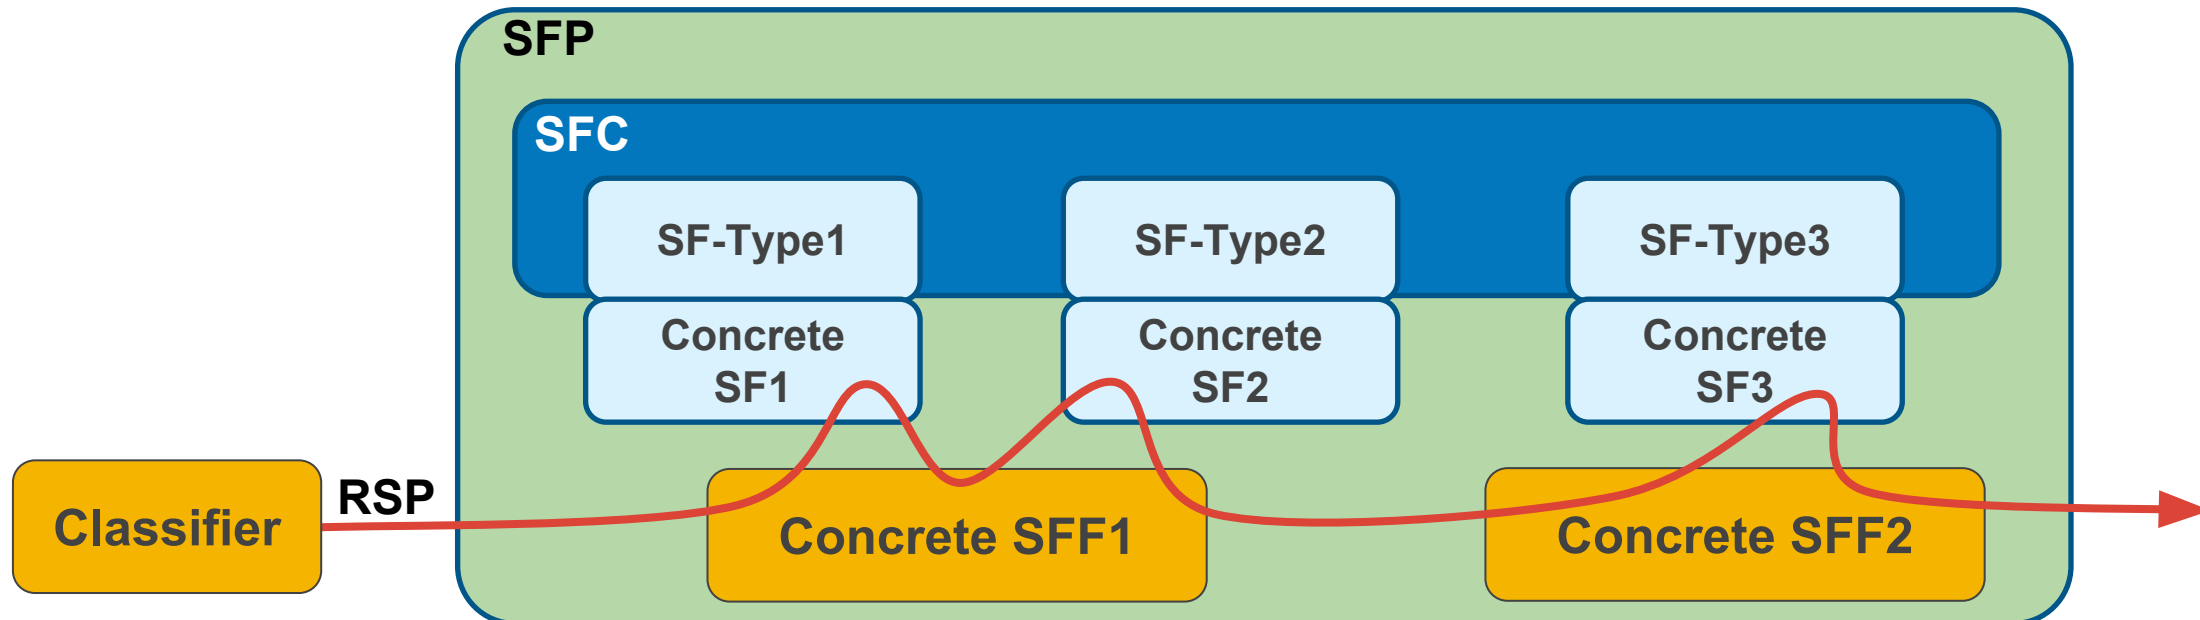 SFP
SFC
SF-Type1
SF-Type2
SF-Type3
Concrete
SF1
Concrete
SF2
Concrete
SF3
Classifier
RSP
Concrete SFF1
Concrete SFF2